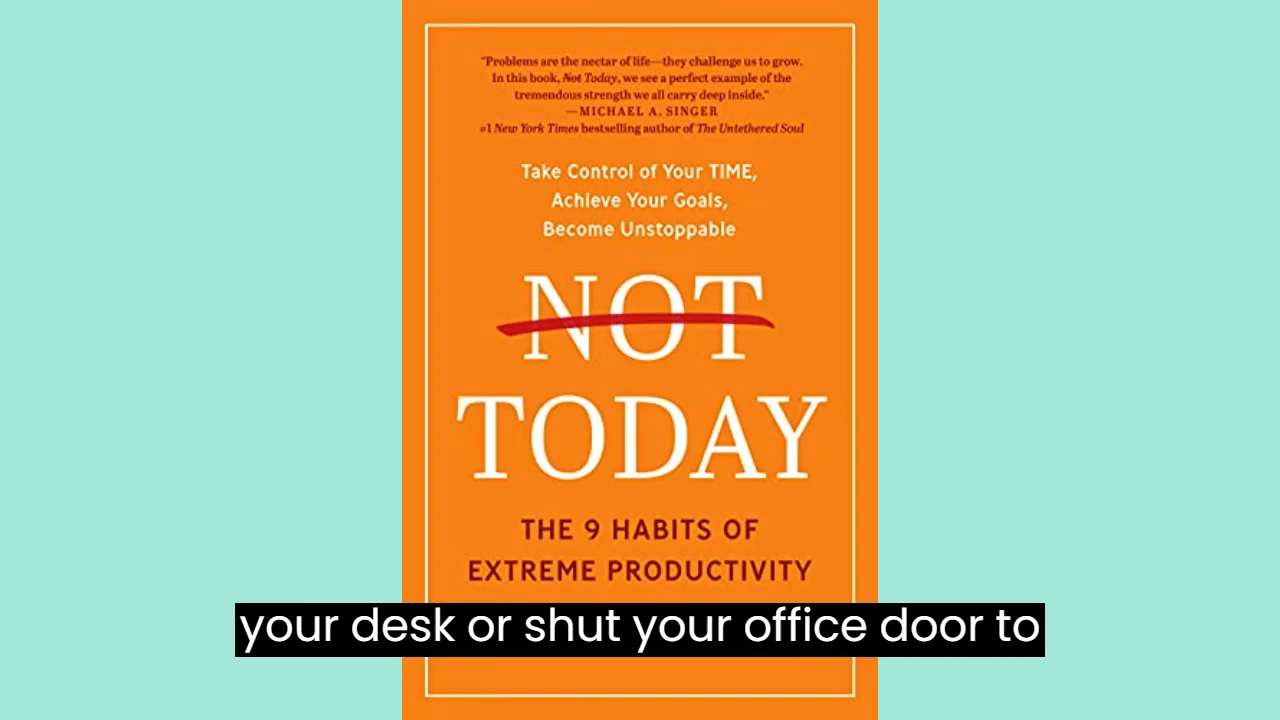 "Problems are the nectar of life—they challenge us to grow.
In this book, Not Today, we see a perfect example of the
tremendous strength we all carry deep inside."
—MICHAEL A. SINGER
#1 New York Times bestselling author of The Untethered Soul
Take Control of Your TIME,
Achieve Your Goals,
Become Unstoppable
NOT
TODAY
THE 9 HABITS OF
EXTREME PRODUCTIVITY
your desk or shut your office door to